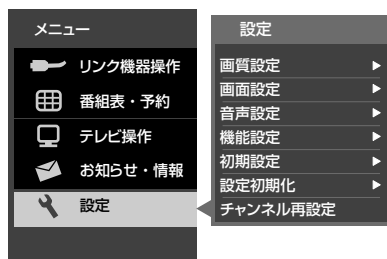 メニュー
リンク機器操作
番組表・予約
テレビ操作
お知らせ・情報
設定
設定
画質設定
画面設定
音声設定
機能設定
初期設定
設定初期化
チャンネル再設定